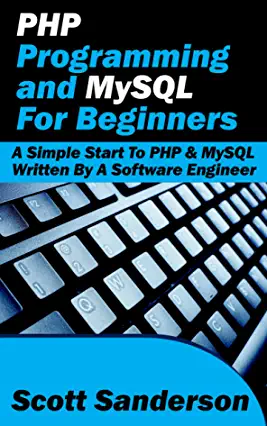 PHP
Programming
and MySQL
For Beginners
A Simple Start To PHP & MySQL
Written By A Software Engineer
Q
W
S
Z
Scott Sanderson